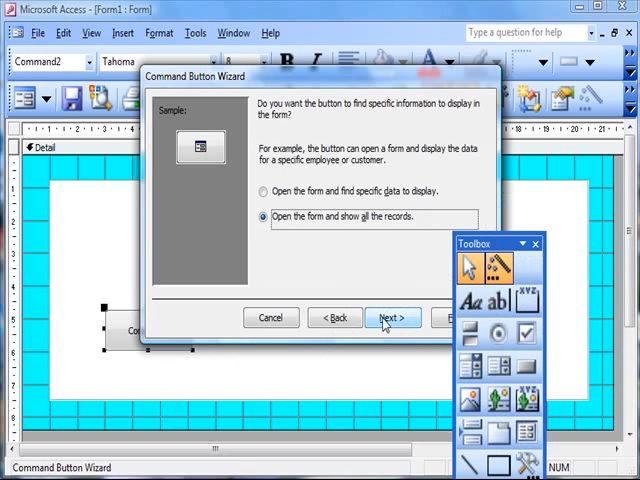 Microsoft Access - [Form1 : Form]
File Edit View Insert Format Tools Window Help
Type a question for help
Command2 Tahoma 8 B I U A
Command Button Wizard
Sample:
Do you want the button to find specific information to display in
the form?
For example, the button can open a form and display the data
for a specific employee or customer.
Open the form and find specific data to display.
Open the form and show all the records.
Cancel < Back Next >
Detail
Toolbox
Aa ab XYZ
XYZ
Command Button Wizard NUM